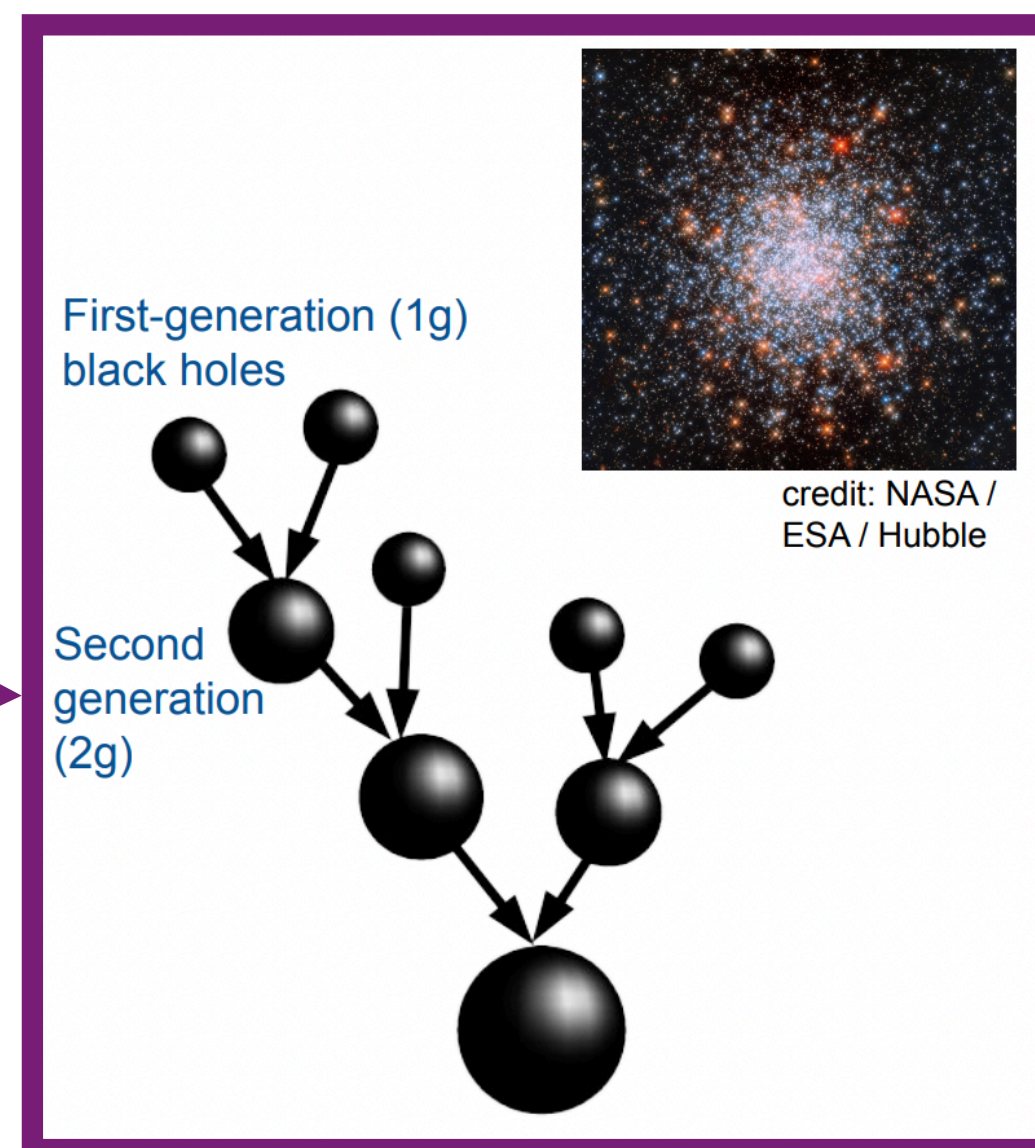 First-generation (1g)
black holes
credit: NASA /
ESA / Hubble
Second
generation
(2g)